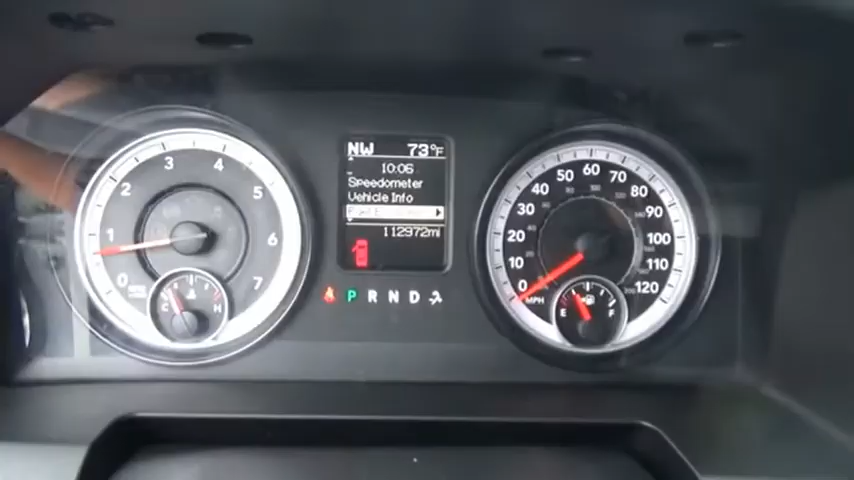 NW 73°F
10:06
Speedometer
Vehicle Info
112972mi
P R N D
0 1 2 3 4 5 6 7
C H
0 10 20 30 40 50 60 70 80 90 100 110 120
MPH
E F